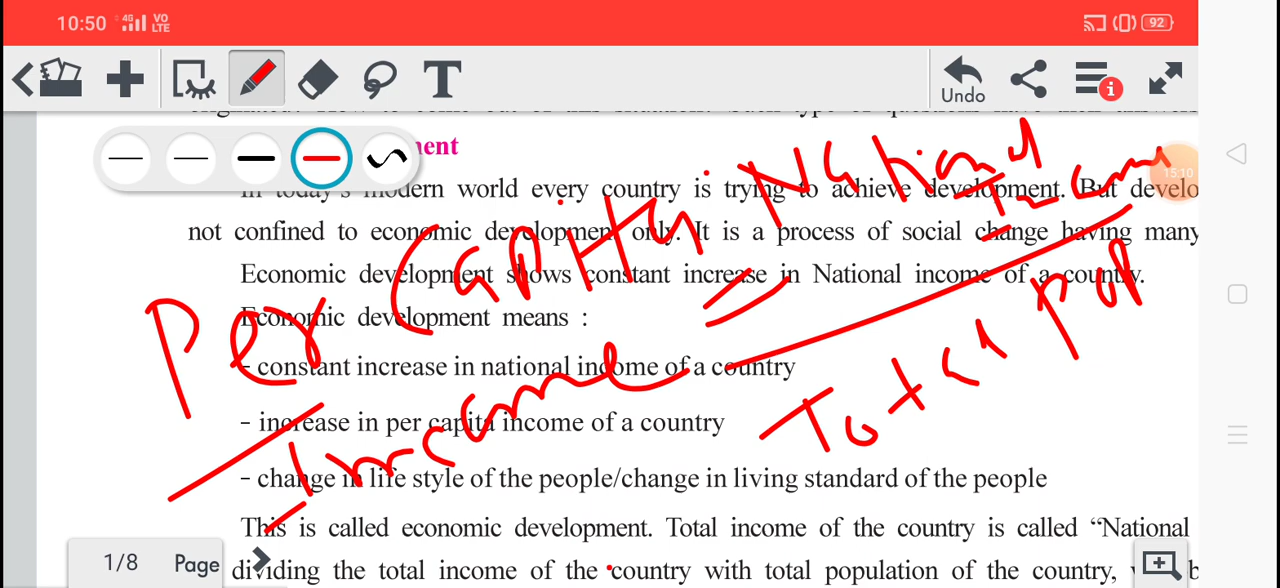 10:50 4G VO LTE 92
T Undo i
15:10
ment
In today's modern world every country is trying to achieve development. But develo
not confined to economic development only. It is a process of social change having many
Economic development shows constant increase in National income of a country.
Economic development means :
- constant increase in national income of a country
- increase in per capita income of a country
- change in life style of the people/change in living standard of the people
This is called economic development. Total income of the country is called “National
dividing the total income of the country with total population of the country,
1/8 Page
Per
Income
=
National
Total pop